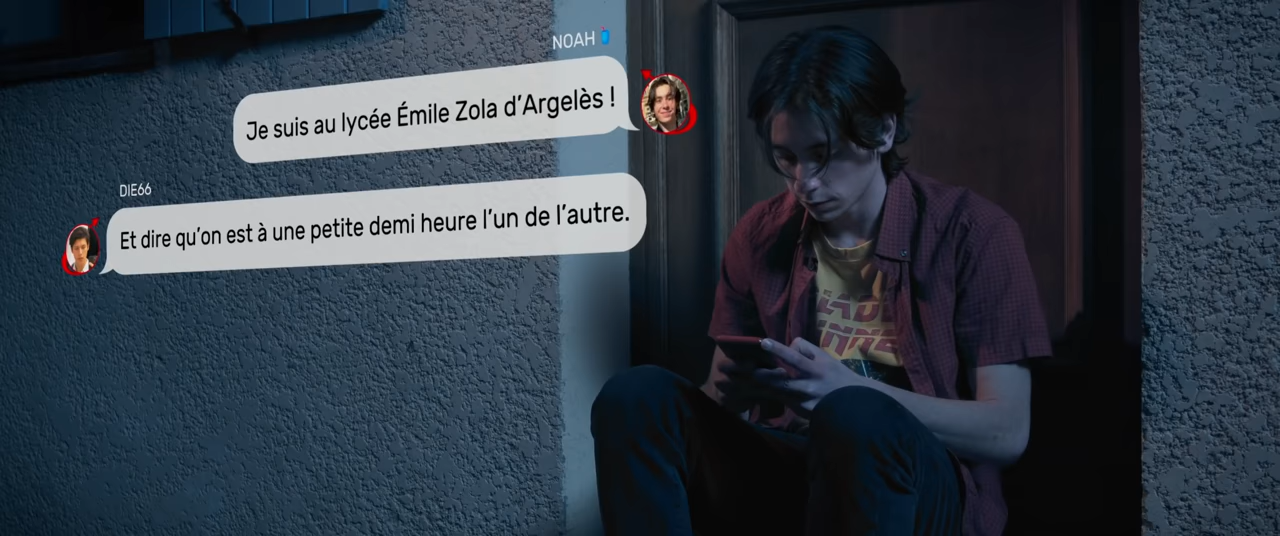 NOAH
Je suis au lycée Émile Zola d'Argelès !
DIE66
Et dire qu'on est à une petite demi heure l'un de l'autre.